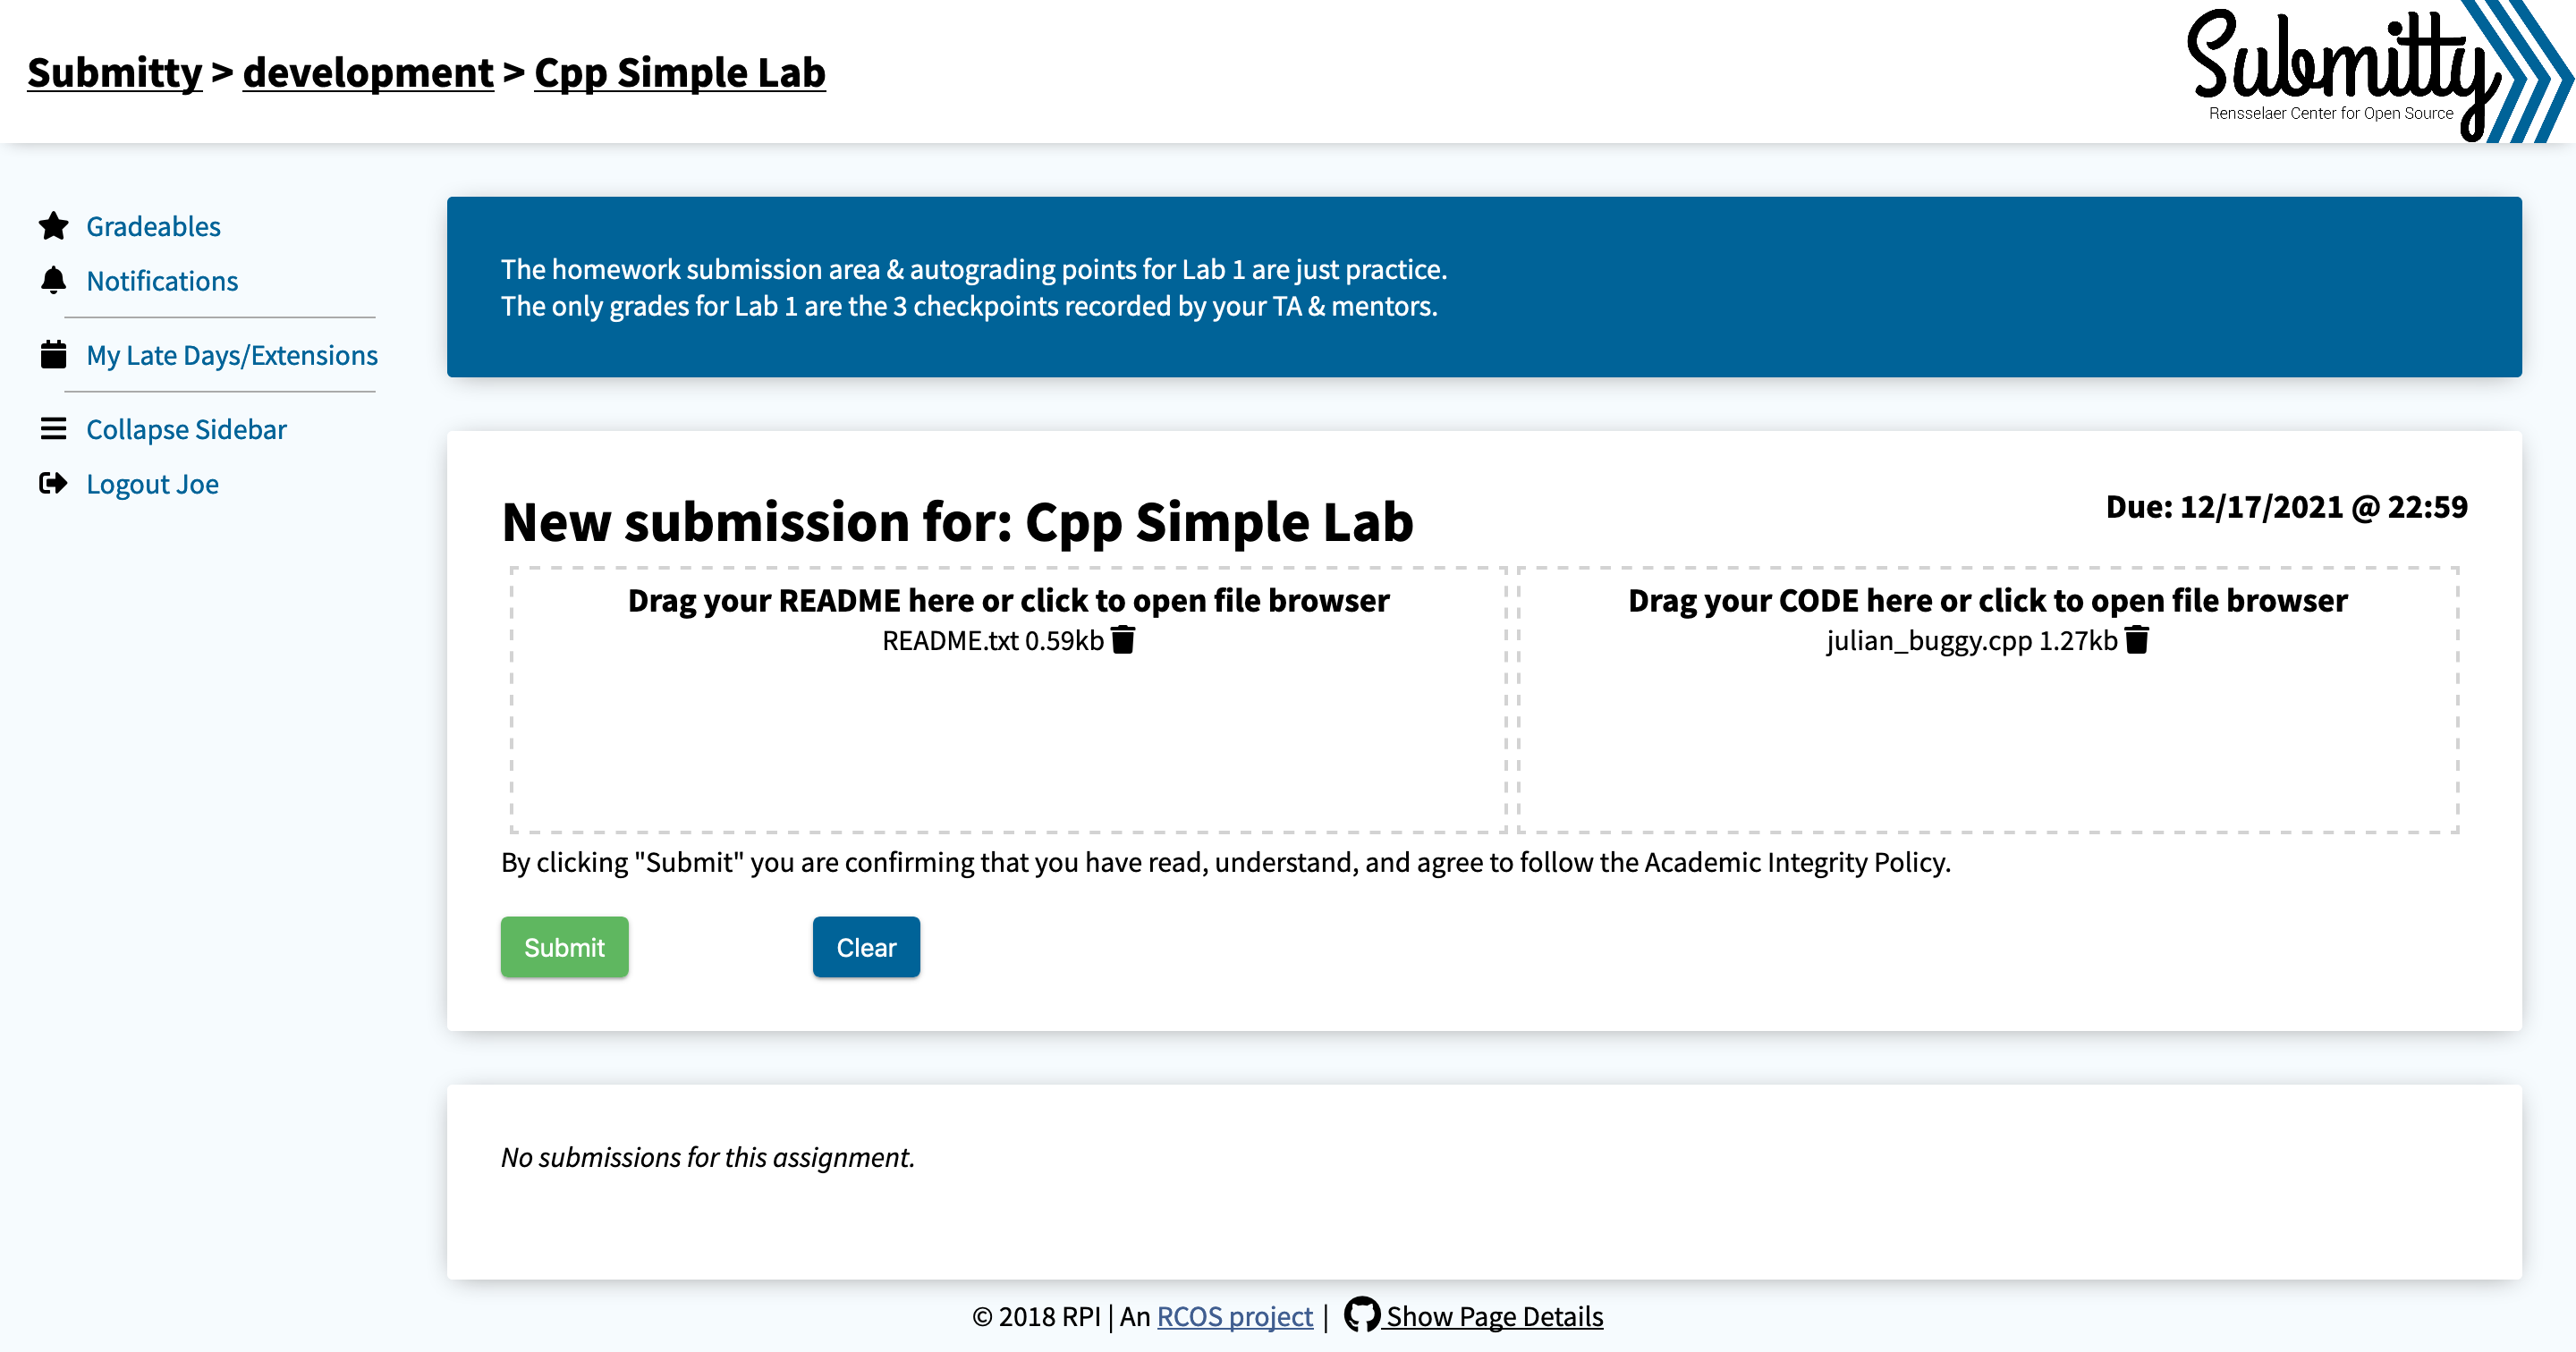 Submitty > development > Cpp Simple Lab
Submitty
Rensselaer Center for Open Source
Gradeables
Notifications
My Late Days/Extensions
Collapse Sidebar
Logout Joe
The homework submission area & autograding points for Lab 1 are just practice.
The only grades for Lab 1 are the 3 checkpoints recorded by your TA & mentors.
New submission for: Cpp Simple Lab
Due: 12/17/2021 @ 22:59
Drag your README here or click to open file browser
README.txt 0.59kb
Drag your CODE here or click to open file browser
julian_buggy.cpp 1.27kb
By clicking "Submit" you are confirming that you have read, understand, and agree to follow the Academic Integrity Policy.
Submit
Clear
No submissions for this assignment.
© 2018 RPI | An RCOS project | Show Page Details